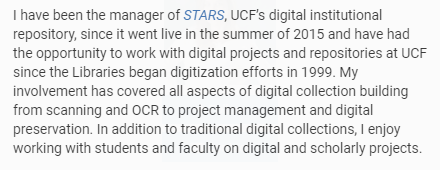 I have been the manager of STARS, UCF's digital institutional
repository, since it went live in the summer of 2015 and have had
the opportunity to work with digital projects and repositories at UCF
since the Libraries began digitization efforts in 1999. My
involvement has covered all aspects of digital collection building
from scanning and OCR to project management and digital
preservation. In addition to traditional digital collections, I enjoy
working with students and faculty on digital and scholarly projects.